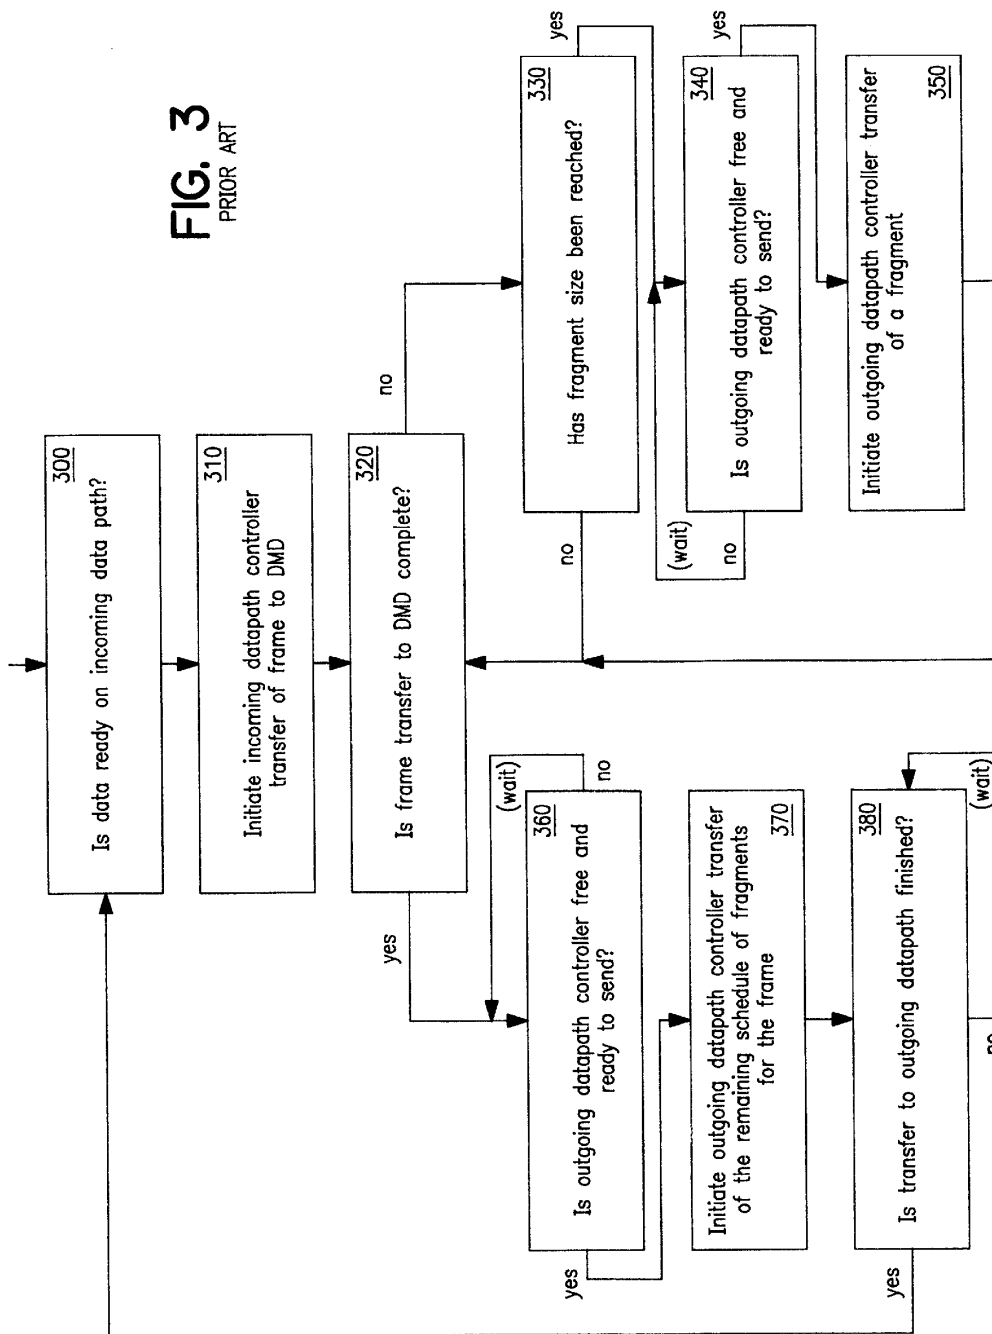 FIG. 3
PRIOR ART
300
Is data ready on incoming data path?
310
Initiate incoming datapath controller
transfer of frame to DMD
320
Is frame transfer to DMD complete?
yes
no
330
Has fragment size been reached?
yes
no
(wait)
340
Is outgoing datapath controller free and
ready to send?
yes
no
350
Initiate outgoing datapath controller transfer
of a fragment
(wait)
no
360
Is outgoing datapath controller free and
ready to send?
yes
370
Initiate outgoing datapath controller transfer
of the remaining schedule of fragments
for the frame
380
Is transfer to outgoing datapath finished?
(wait)
yes
no